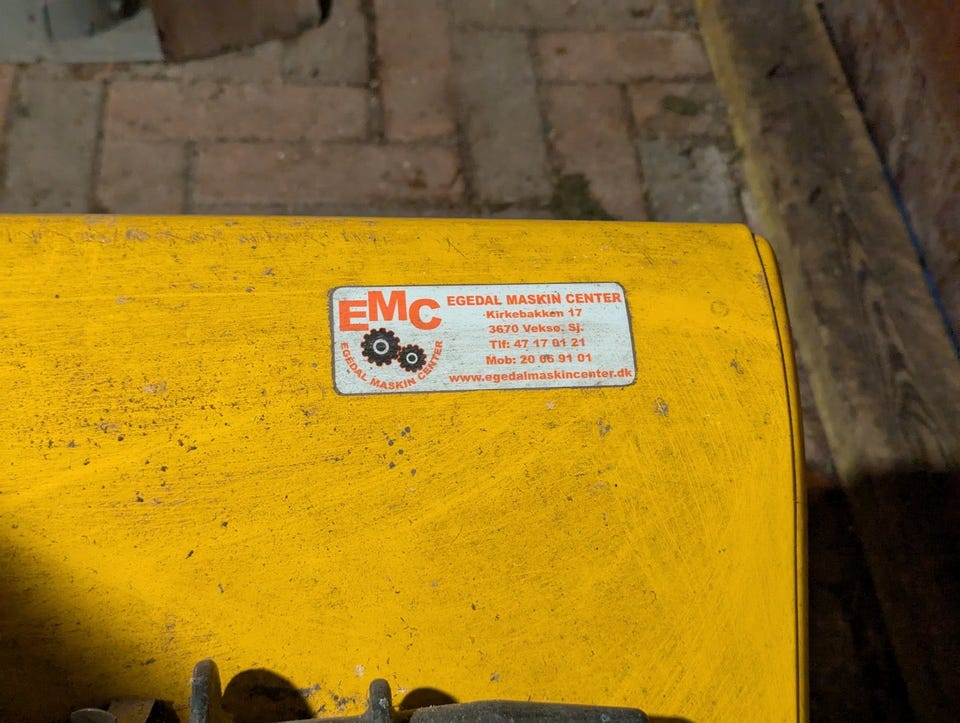 EMC
EGEDAL MASKIN CENTER
EGEDAL MASKIN CENTER
Kirkebakken 17
3670 Veksø. Sj.
Tlf: 47 17 01 21
Mob: 20 66 91 01
www.egedalmaskincenter.dk